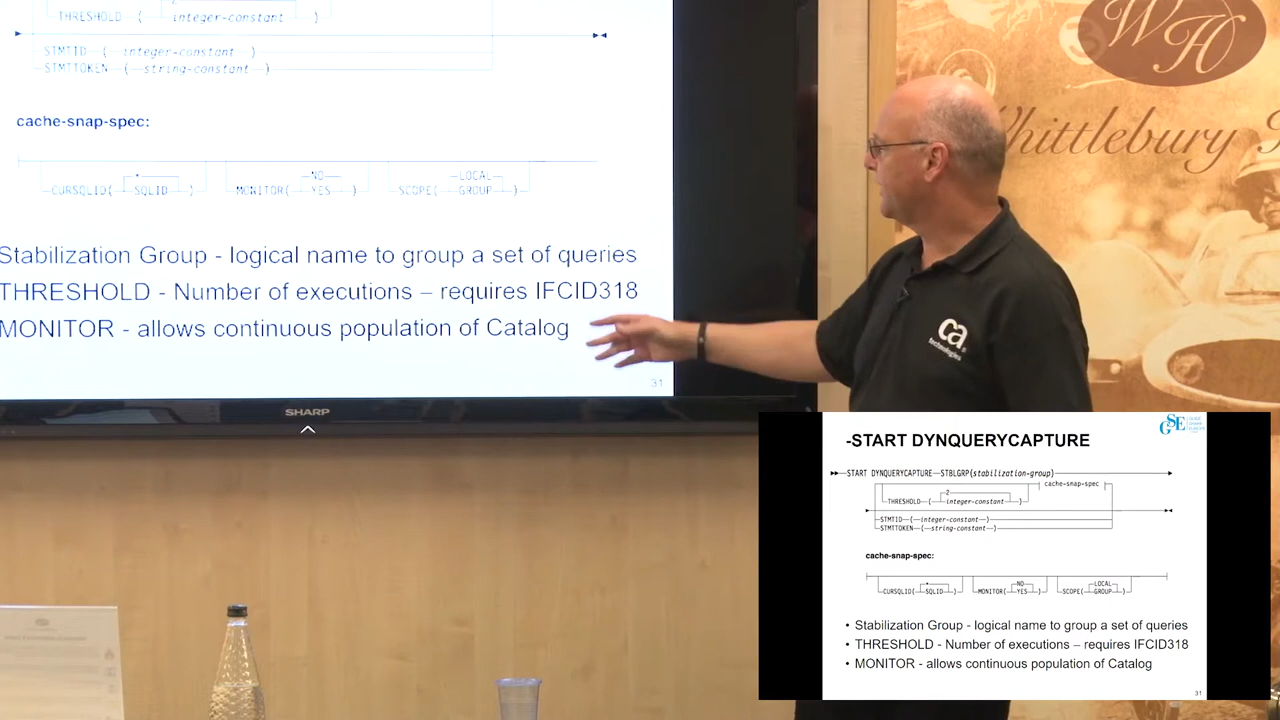 THRESHOLD ( integer-constant )
STMTID ( integer-constant )
STMTTOKEN ( string-constant )
cache-snap-spec:
*
NO
LOCAL
CURSQLID( SQLID )
MONITOR( YES )
SCOPE( GROUP )
Stabilization Group - logical name to group a set of queries
THRESHOLD - Number of executions – requires IFCID318
MONITOR - allows continuous population of Catalog
31
SHARP
WH
Whittlebury
ca
technologies
GSE
-START DYNQUERYCAPTURE
START DYNQUERYCAPTURE STBLGRP(stabilization-group)
cache-snap-spec
2
THRESHOLD ( integer-constant )
STMTID ( integer-constant )
STMTTOKEN ( string-constant )
cache-snap-spec:
*
NO
LOCAL
CURSQLID( SQLID )
MONITOR( YES )
SCOPE( GROUP )
• Stabilization Group - logical name to group a set of queries
• THRESHOLD - Number of executions – requires IFCID318
• MONITOR - allows continuous population of Catalog
31